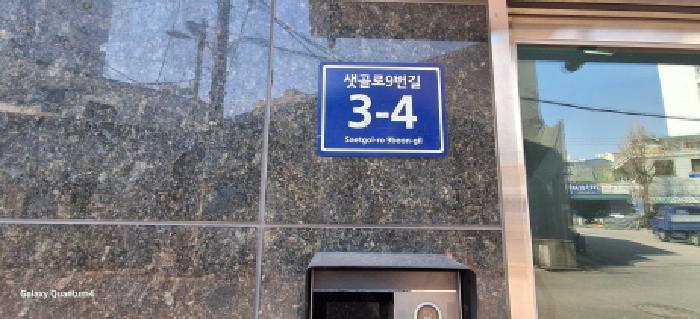 샛골로9번길
3-4
Saetgol-ro 9beon-gil
Galaxy Quantum4